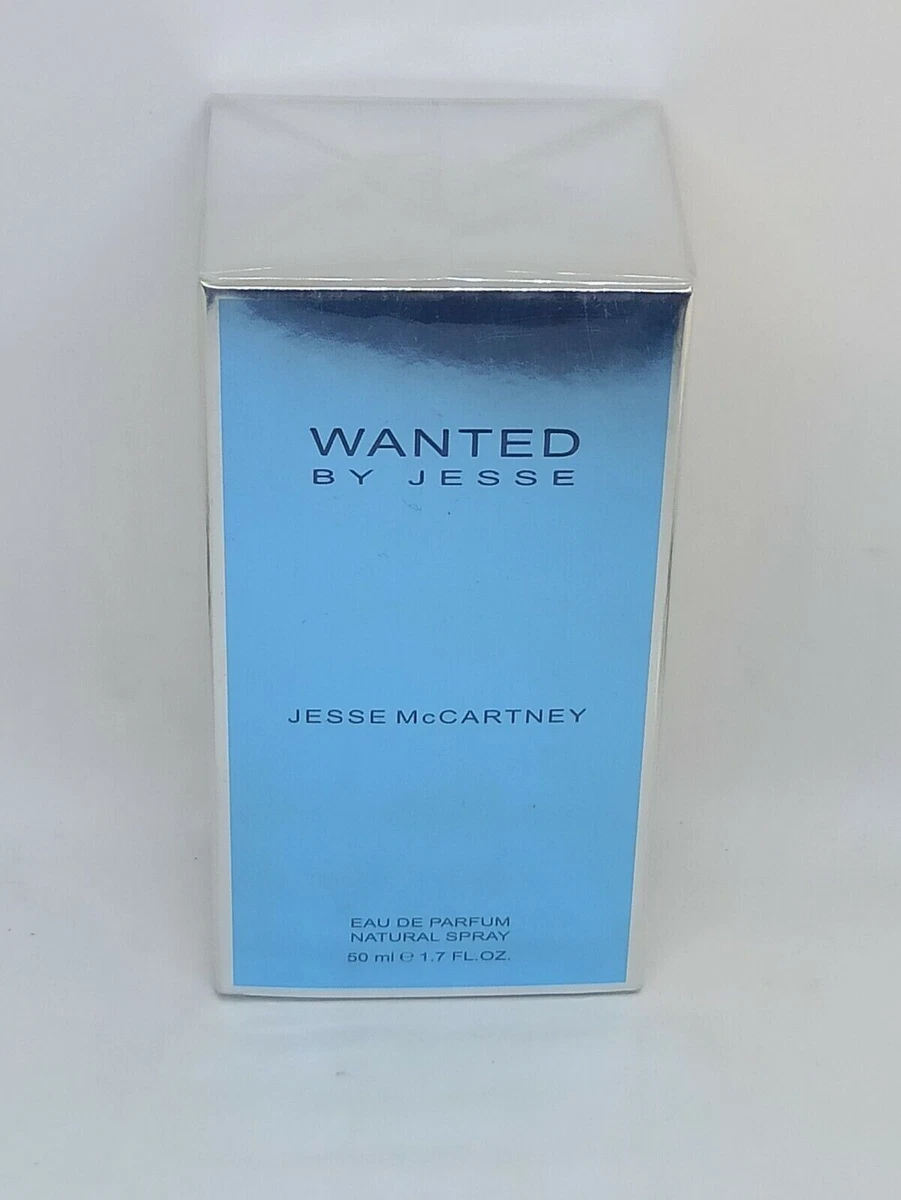 WANTED
BY JESSE
JESSE McCARTNEY
EAU DE PARFUM
NATURAL SPRAY
50 ml ℮ 1.7 FL.OZ.